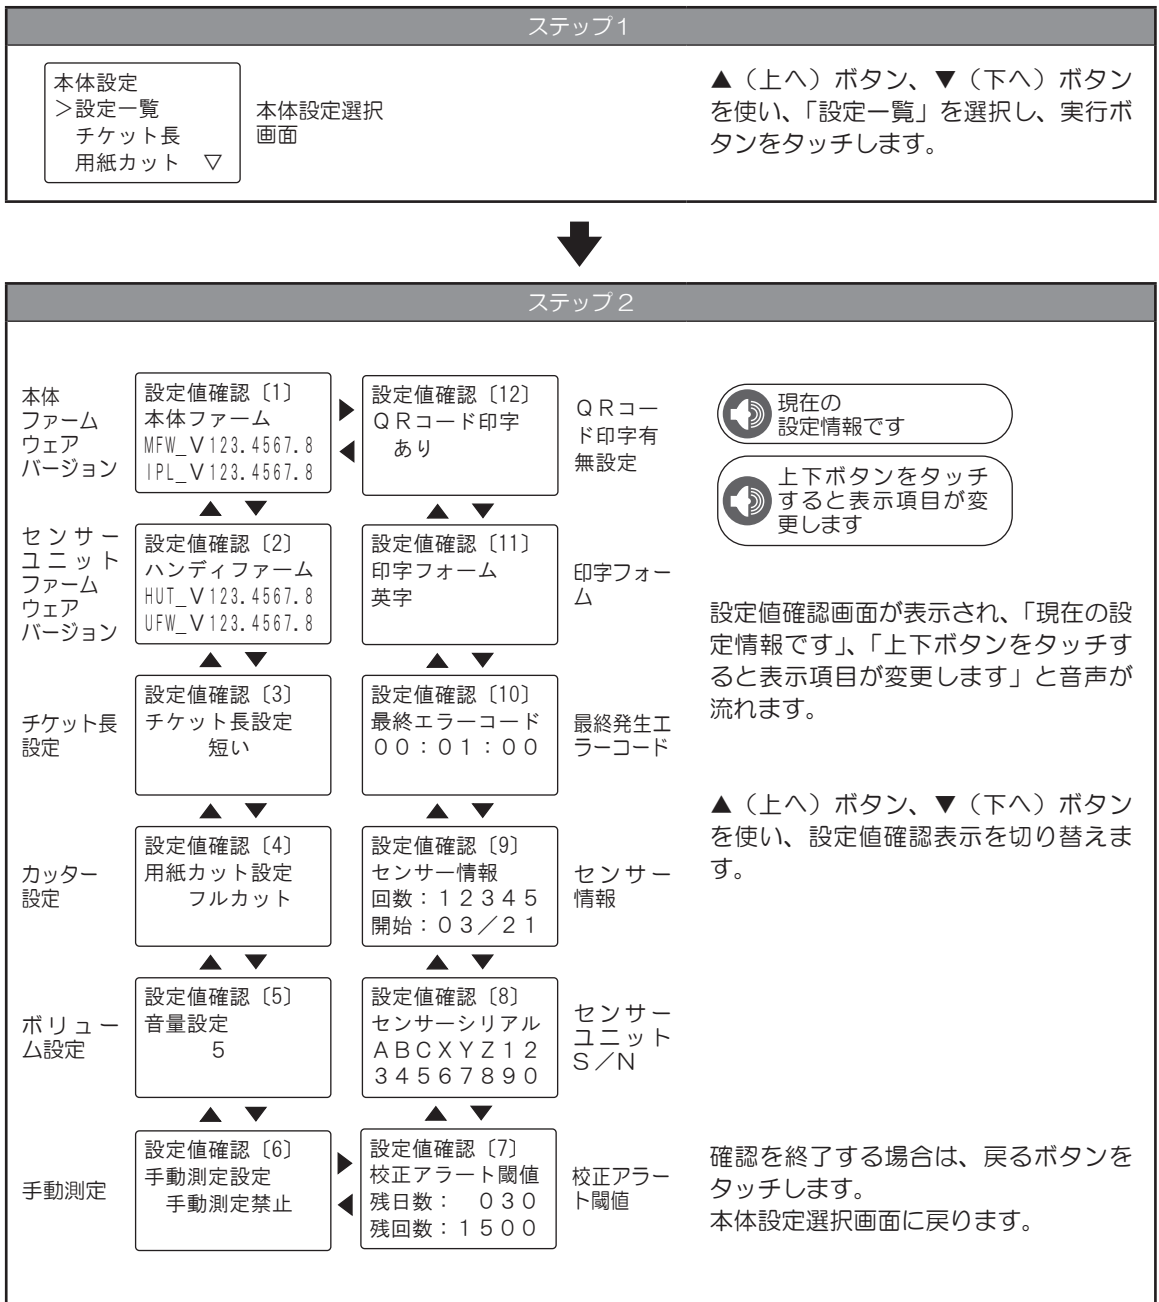 ステップ１
本体設定
＞設定一覧
チケット長
用紙カット ▽
本体設定選択
画面
▲（上へ）ボタン、▼（下へ）ボタン
を使い、「設定一覧」を選択し、実行ボ
タンをタッチします。
ステップ２
本体
ファーム
ウェア
バージョン
設定値確認〔1〕
本体ファーム
MFW_V123.4567.8
IPL_V123.4567.8
設定値確認〔12〕
ＱＲコード印字
あり
ＱＲコー
ド印字有
無設定
センサー
ユニット
ファーム
ウェア
バージョン
設定値確認〔2〕
ハンディファーム
HUT_V123.4567.8
UFW_V123.4567.8
設定値確認〔11〕
印字フォーム
英字
印字フォー
ム
チケット長
設定
設定値確認〔3〕
チケット長設定
短い
設定値確認〔10〕
最終エラーコード
００：０１：００
最終発生エ
ラーコード
カッター
設定
設定値確認〔4〕
用紙カット設定
フルカット
設定値確認〔9〕
センサー情報
回数：１２３４５
開始：０３／２１
センサー
情報
ボリュー
ム設定
設定値確認〔5〕
音量設定
５
設定値確認〔8〕
センサーシリアル
ＡＢＣＸＹＺ１２
３４５６７８９０
センサー
ユニット
Ｓ／Ｎ
手動測定
設定値確認〔6〕
手動測定設定
手動測定禁止
設定値確認〔7〕
校正アラート閾値
残日数：　０３０
残回数：１５００
校正アラー
ト閾値
現在の
設定情報です
上下ボタンをタッチ
すると表示項目が変
更します
設定値確認画面が表示され、「現在の設
定情報です」、「上下ボタンをタッチす
ると表示項目が変更します」と音声が
流れます。
▲（上へ）ボタン、▼（下へ）ボタン
を使い、設定値確認表示を切り替えま
す。
確認を終了する場合は、戻るボタンを
タッチします。
本体設定選択画面に戻ります。